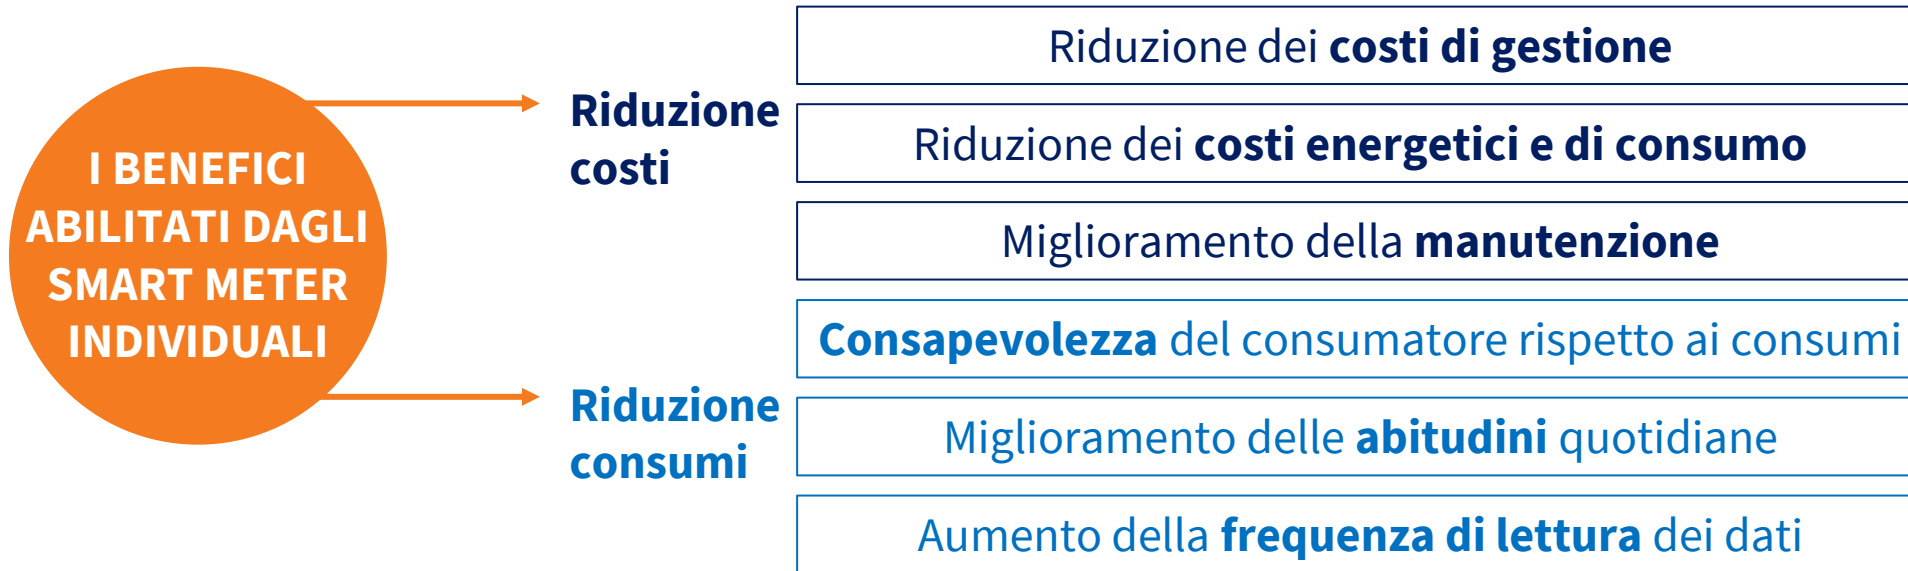 I BENEFICI
ABILITATI DAGLI
SMART METER
INDIVIDUALI
Riduzione
costi
Riduzione dei costi di gestione
Riduzione dei costi energetici e di consumo
Miglioramento della manutenzione
Riduzione
consumi
Consapevolezza del consumatore rispetto ai consumi
Miglioramento delle abitudini quotidiane
Aumento della frequenza di lettura dei dati